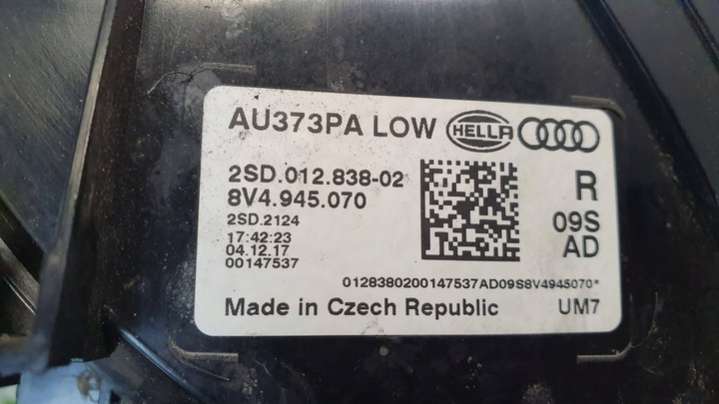 AU373PA LOW HELLA
2SD.012.838-02
8V4.945.070
R
2SD.2124
09S
17:42:23
AD
04.12.17
00147537
0128380200147537AD09S8V4945070*
Made in Czech Republic UM7